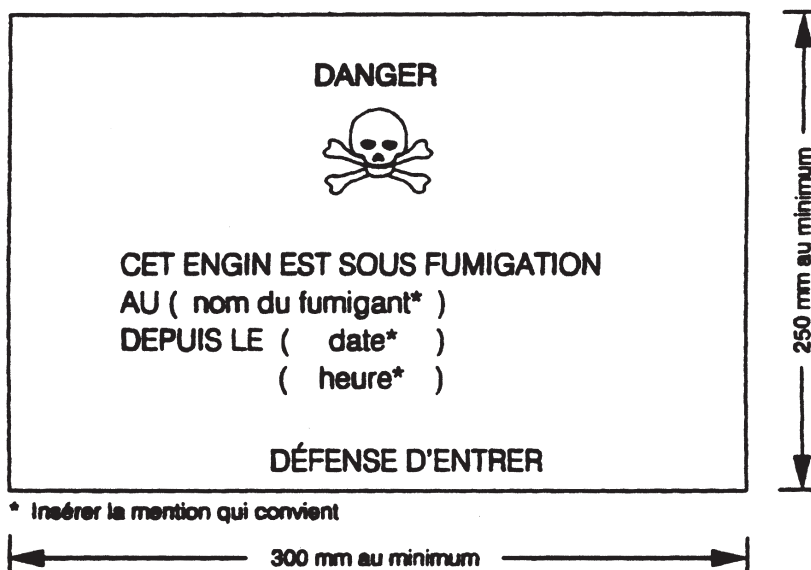 DANGER
CET ENGIN EST SOUS FUMIGATION
AU ( nom du fumigant* )
DEPUIS LE ( date* )
( heure* )
DÉFENSE D'ENTRER
* Insérer la mention qui convient
300 mm au minimum
250 mm au minimum